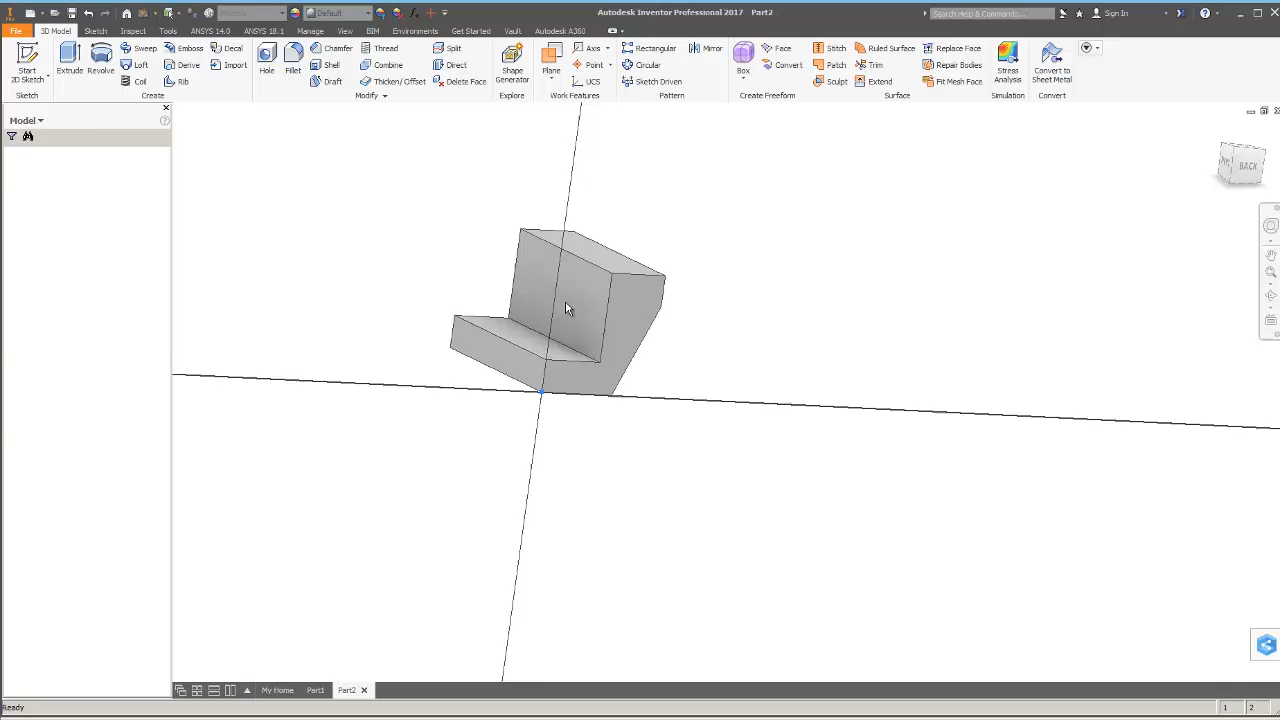 Default
Autodesk Inventor Professional 2017 Part2
Search Help & Commands...
Sign In
File 3D Model Sketch Inspect Tools ANSYS 14.0 ANSYS 18.1 Manage View BIM Environments Get Started Vault Autodesk A360
Start
2D Sketch
Sketch
Extrude
Revolve
Sweep
Loft
Coil
Emboss
Derive
Rib
Decal
Import
Create
Hole
Fillet
Chamfer
Shell
Draft
Thread
Combine
Thicken/ Offset
Split
Direct
Delete Face
Modify
Shape
Generator
Explore
Plane
Axis
Point
UCS
Work Features
Rectangular
Circular
Sketch Driven
Mirror
Pattern
Box
Face
Convert
Create Freeform
Stitch
Patch
Sculpt
Ruled Surface
Trim
Extend
Replace Face
Repair Bodies
Fit Mesh Face
Surface
Stress
Analysis
Simulation
Convert to
Sheet Metal
Convert
Model
BACK
My Home Part1 Part2
Ready
1 2